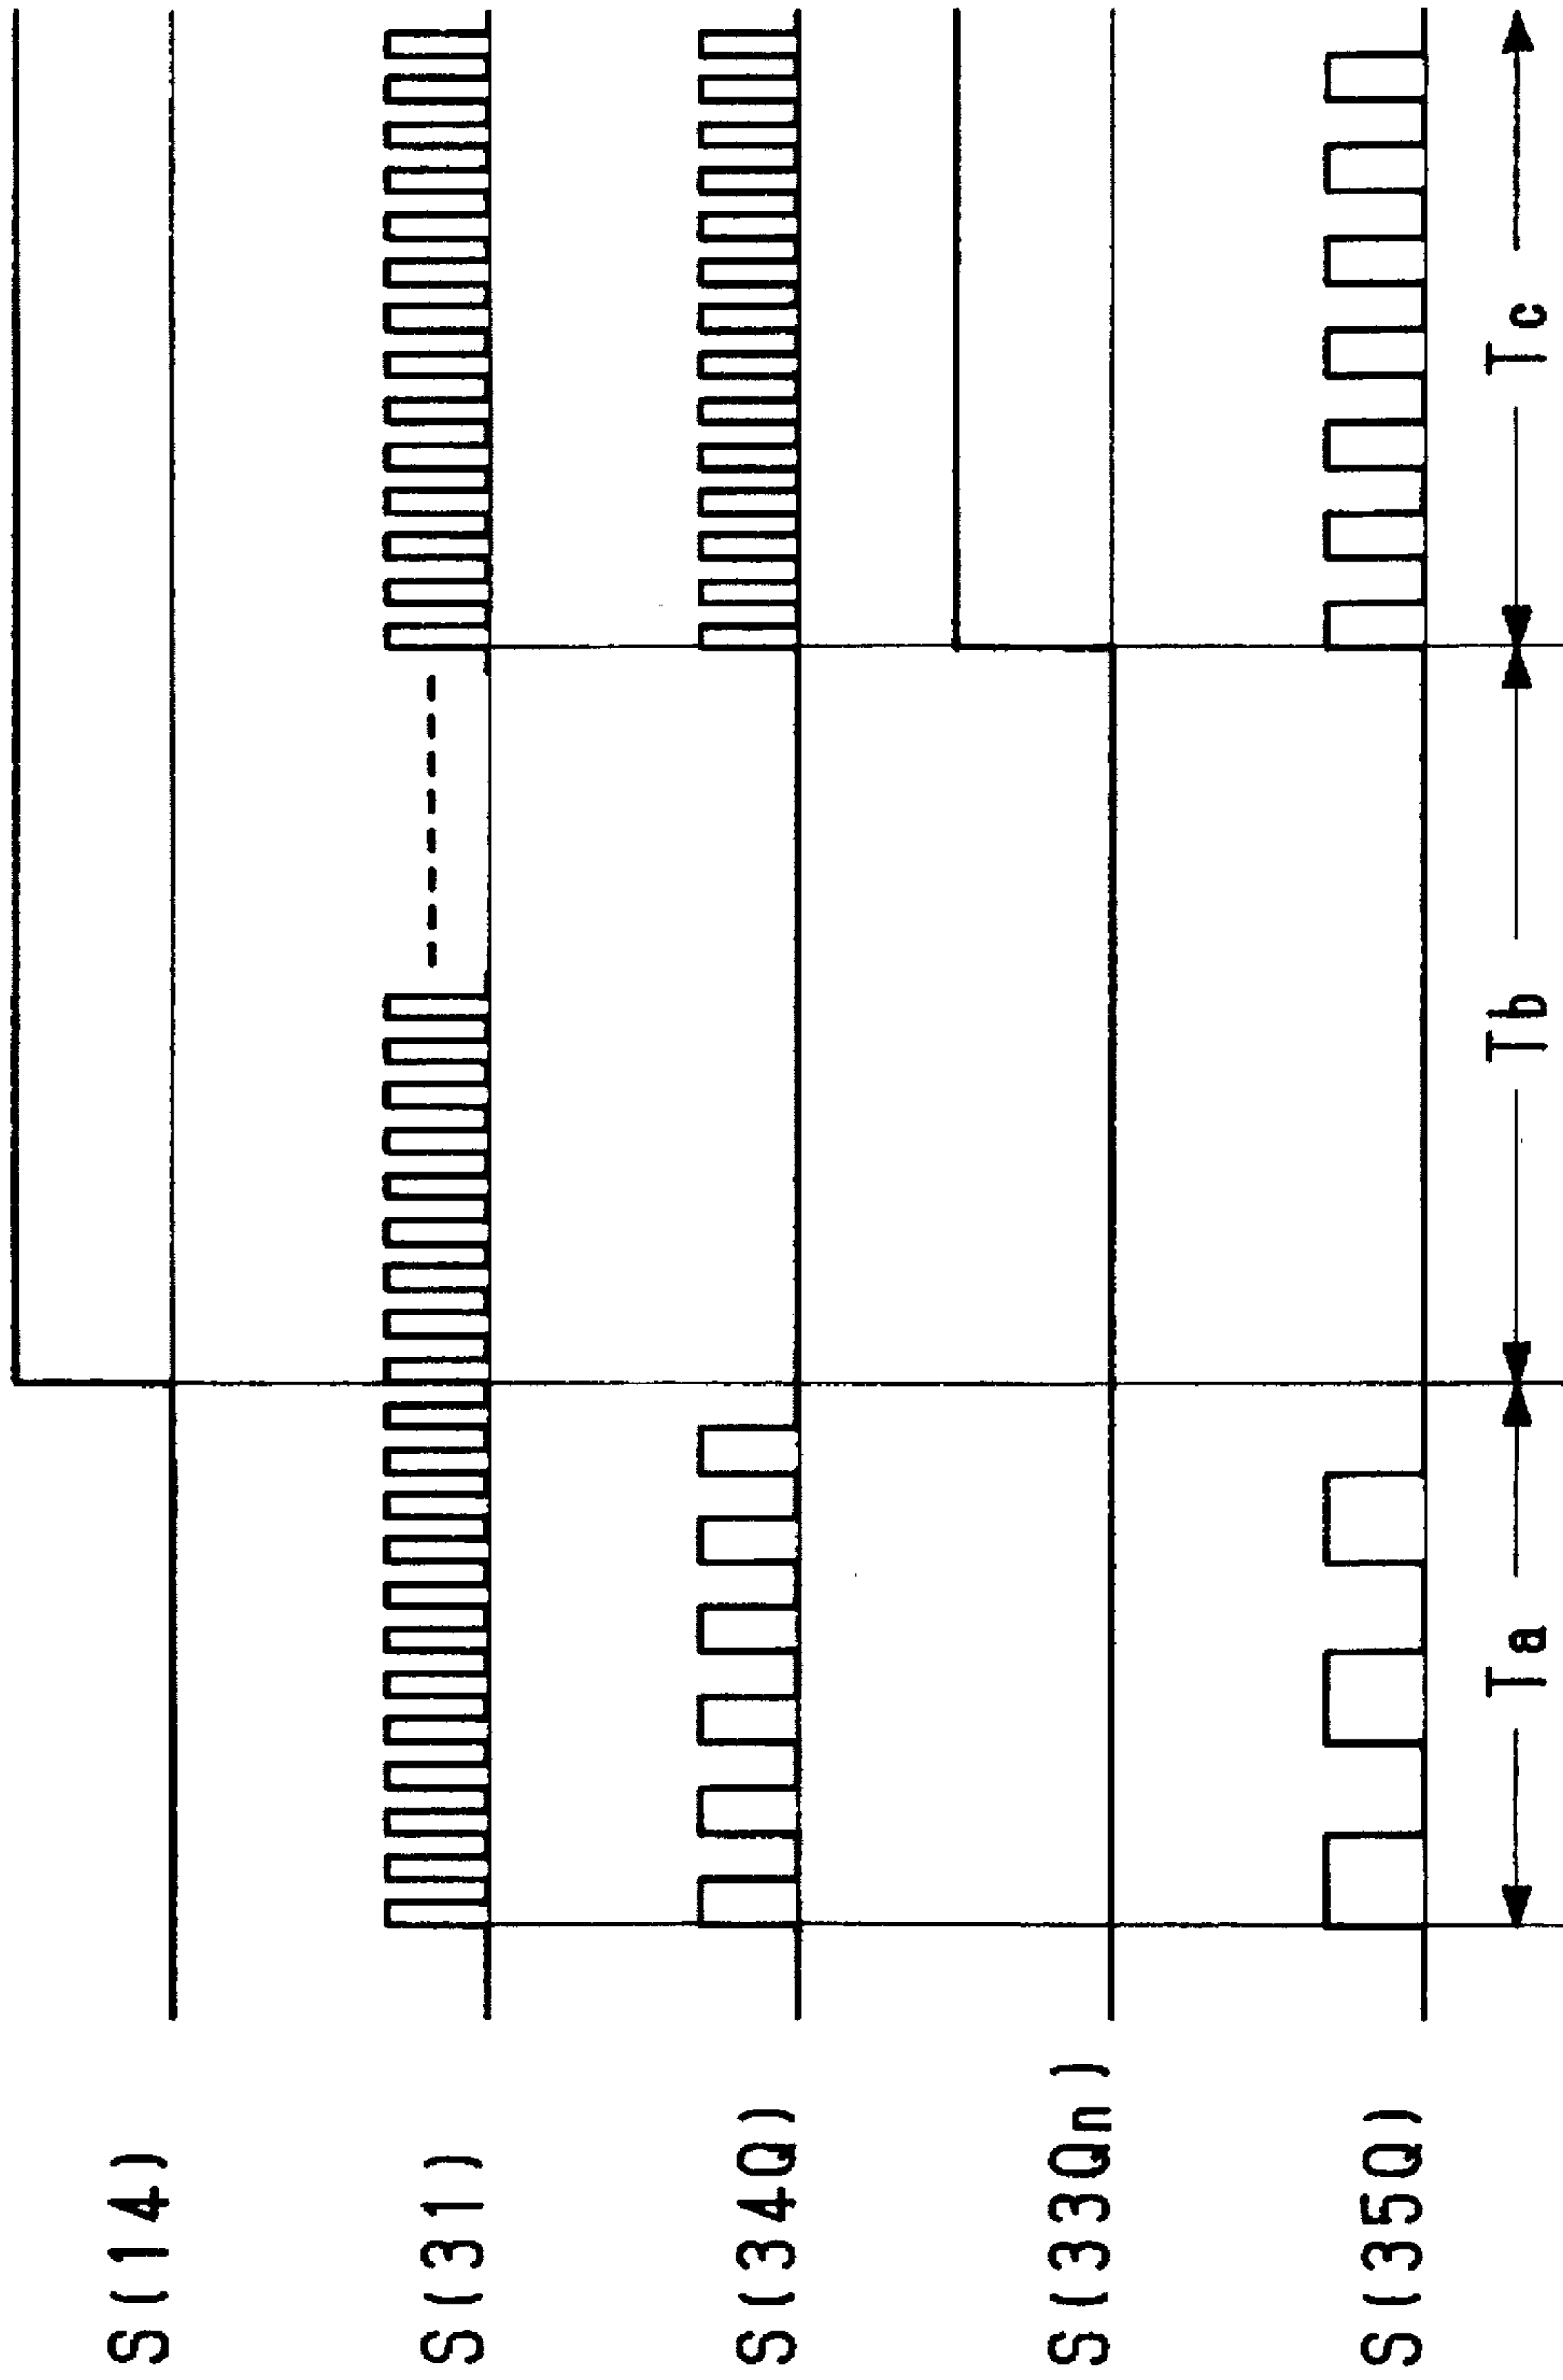 S(14)
S(31)
S(34Q)
S(33Qn)
S(35Q)
Ta
Tb
Tc